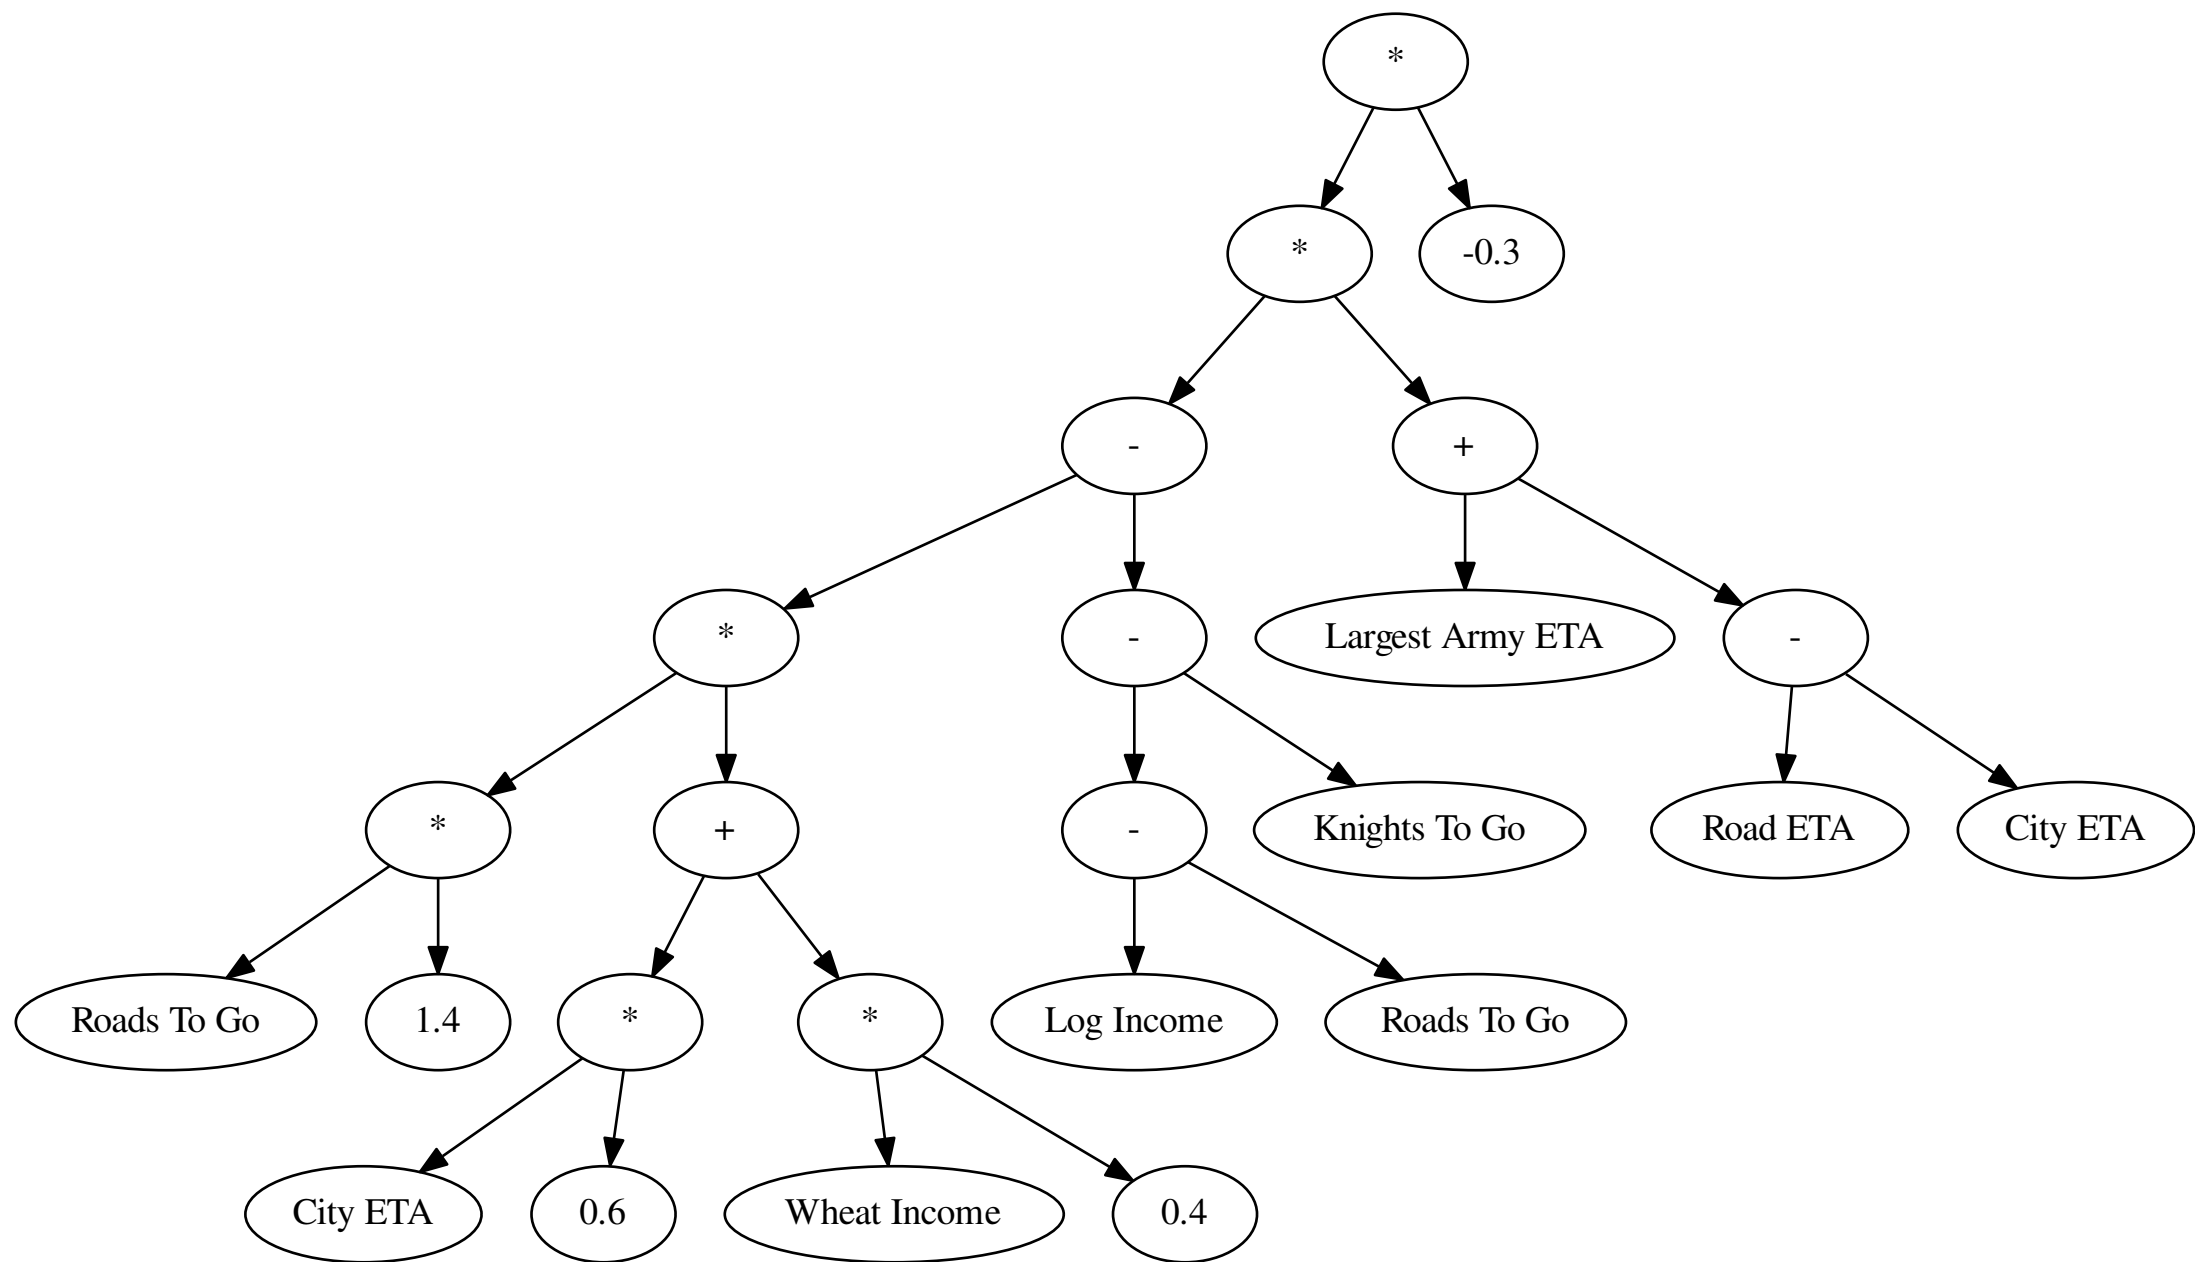 *
*
-0.3
-
+
*
-
Largest Army ETA
-
*
+
-
Knights To Go
Road ETA
City ETA
Roads To Go
1.4
*
*
Log Income
Roads To Go
City ETA
0.6
Wheat Income
0.4